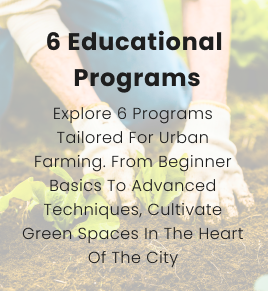 6 Educational
Programs
Explore 6 Programs
Tailored For Urban
Farming. From Beginner
Basics To Advanced
Techniques, Cultivate
Green Spaces In The Heart
Of The City